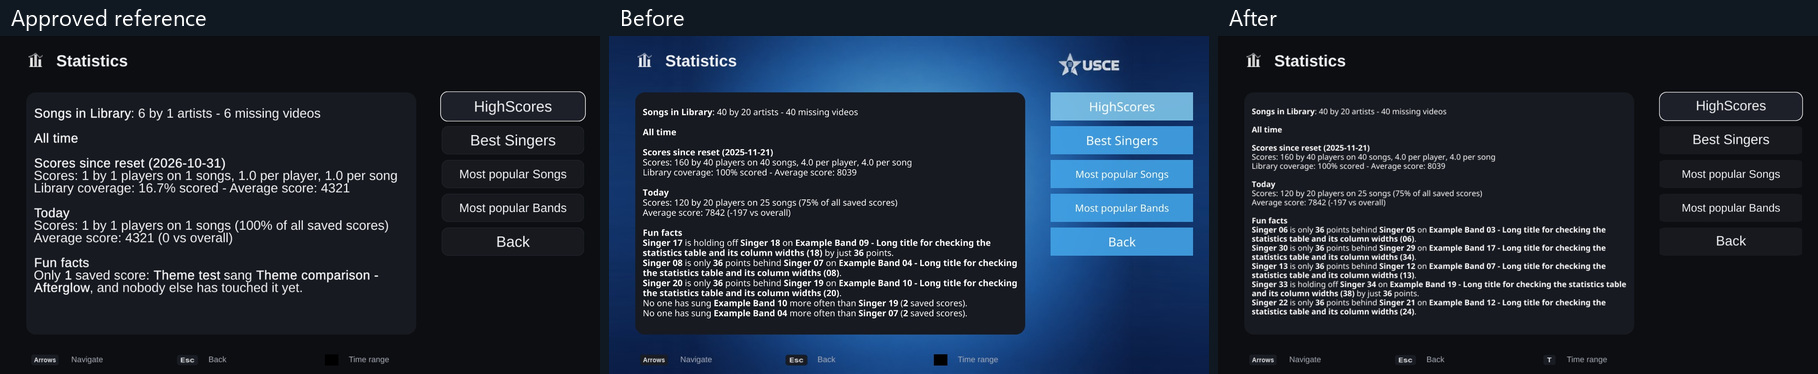 Approved reference
Statistics
Songs in Library: 6 by 1 artists - 6 missing videos
All time
Scores since reset (2026-10-31)
Scores: 1 by 1 players on 1 songs, 1.0 per player, 1.0 per song
Library coverage: 16.7% scored - Average score: 4321
Today
Scores: 1 by 1 players on 1 songs (100% of all saved scores)
Average score: 4321 (0 vs overall)
Fun facts
Only 1 saved score: Theme test sang Theme comparison -
Afterglow, and nobody else has touched it yet.
HighScores
Best Singers
Most popular Songs
Most popular Bands
Back
Arrows Navigate Esc Back Time range
Before
Statistics
USCE
Songs in Library: 40 by 20 artists - 40 missing videos
All time
Scores since reset (2025-11-21)
Scores: 160 by 40 players on 40 songs, 4.0 per player, 4.0 per song
Library coverage: 100% scored - Average score: 8039
Today
Scores: 120 by 20 players on 25 songs (75% of all saved scores)
Average score: 7842 (-197 vs overall)
Fun facts
Singer 17 is holding off Singer 18 on Example Band 09 - Long title for checking the
statistics table and its column widths (18) by just 36 points.
Singer 08 is only 36 points behind Singer 07 on Example Band 04 - Long title for checking
the statistics table and its column widths (08).
Singer 20 is only 36 points behind Singer 19 on Example Band 10 - Long title for checking
the statistics table and its column widths (20).
No one has sung Example Band 10 more often than Singer 19 (2 saved scores).
No one has sung Example Band 04 more often than Singer 07 (2 saved scores).
HighScores
Best Singers
Most popular Songs
Most popular Bands
Back
Arrows Navigate Esc Back Time range
After
Statistics
Songs in Library: 40 by 20 artists - 40 missing videos
All time
Scores since reset (2025-11-21)
Scores: 160 by 40 players on 40 songs, 4.0 per player, 4.0 per song
Library coverage: 100% scored - Average score: 8039
Today
Scores: 120 by 20 players on 25 songs (75% of all saved scores)
Average score: 7842 (-197 vs overall)
Fun facts
Singer 06 is only 36 points behind Singer 05 on Example Band 03 - Long title for checking the
statistics table and its column widths (06).
Singer 30 is only 36 points behind Singer 29 on Example Band 17 - Long title for checking the
statistics table and its column widths (34).
Singer 13 is only 36 points behind Singer 12 on Example Band 07 - Long title for checking the
statistics table and its column widths (13).
Singer 33 is holding off Singer 34 on Example Band 19 - Long title for checking the statistics table
and its column widths (38) by just 36 points.
Singer 22 is only 36 points behind Singer 21 on Example Band 12 - Long title for checking the
statistics table and its column widths (24).
HighScores
Best Singers
Most popular Songs
Most popular Bands
Back
Arrows Navigate Esc Back T Time range